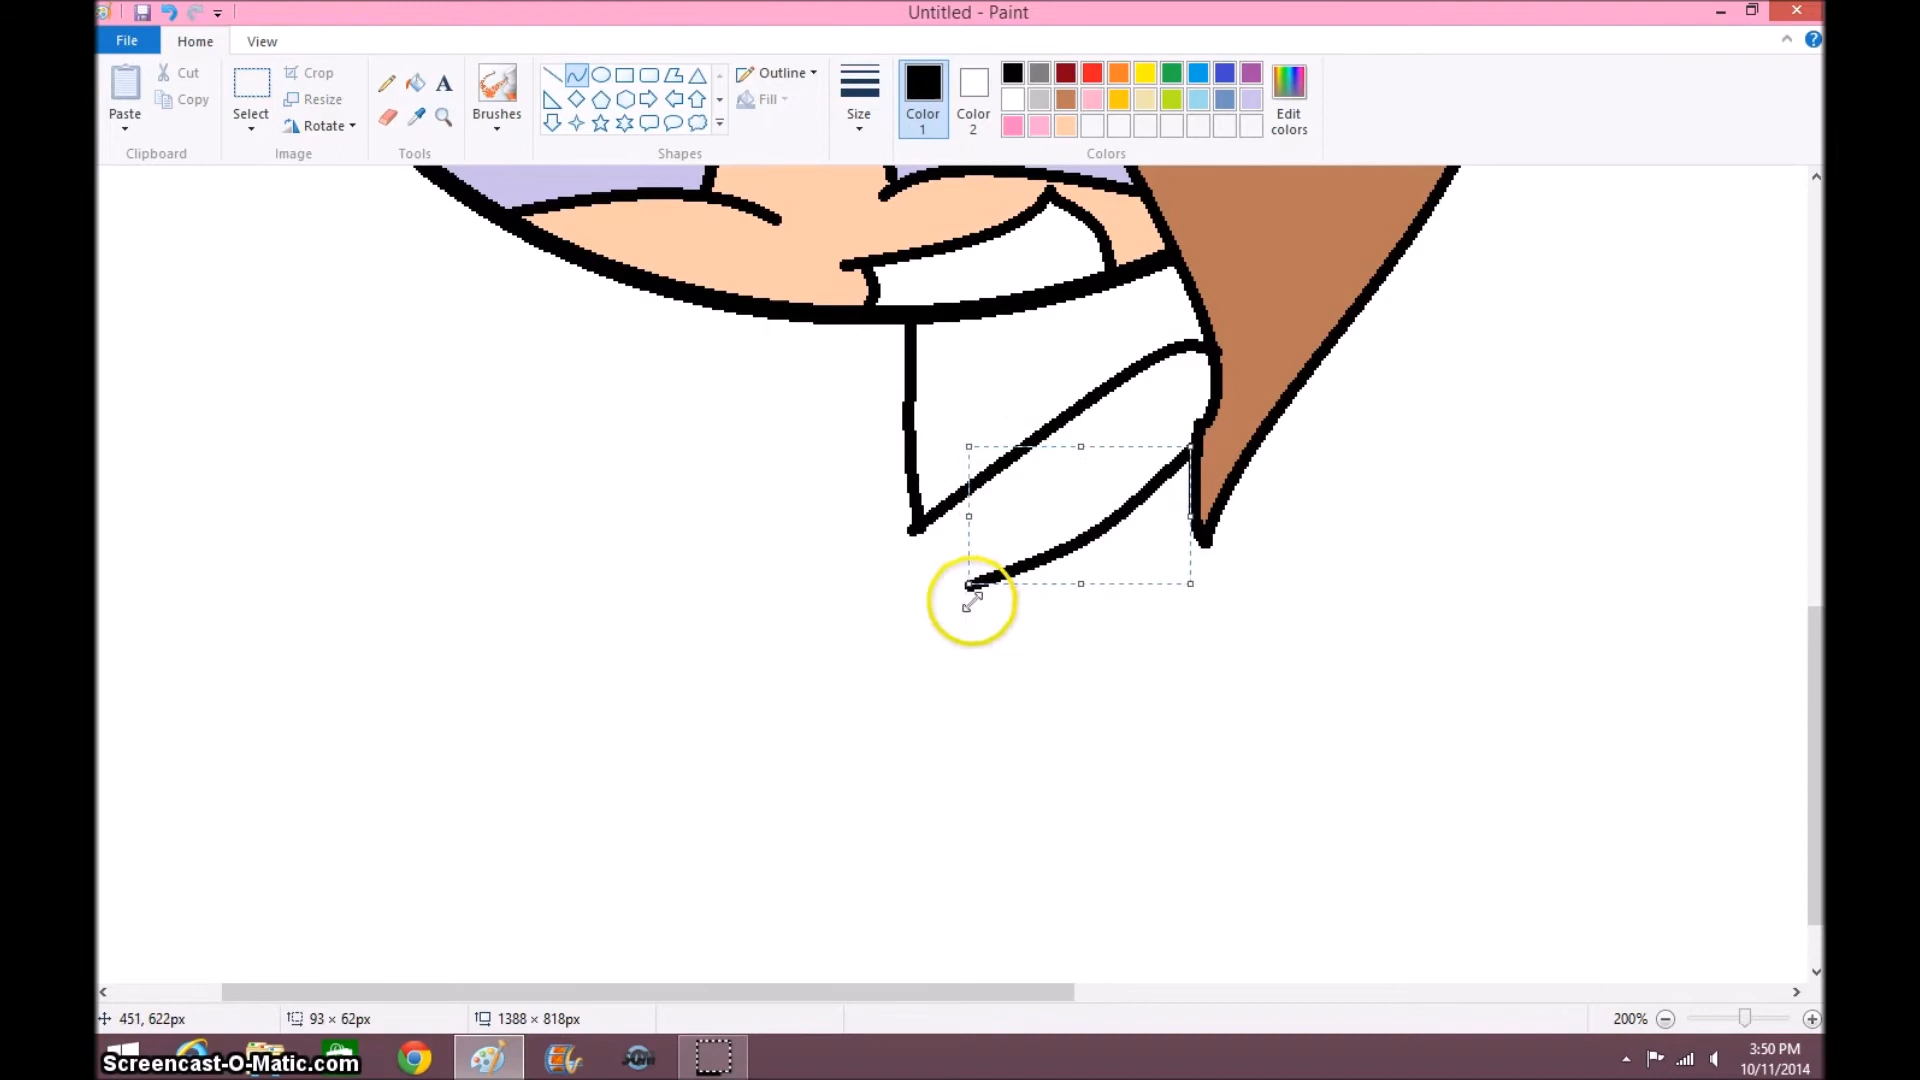 Untitled - Paint
File Home View
Paste
Cut
Copy
Clipboard
Select
Crop
Resize
Rotate
Image
Tools
Brushes
Outline
Fill
Shapes
Size
Color 1
Color 2
Edit colors
Colors
451, 622px
93 × 62px
1388 × 818px
200%
Screencast-O-Matic.com
3:50 PM
10/11/2014